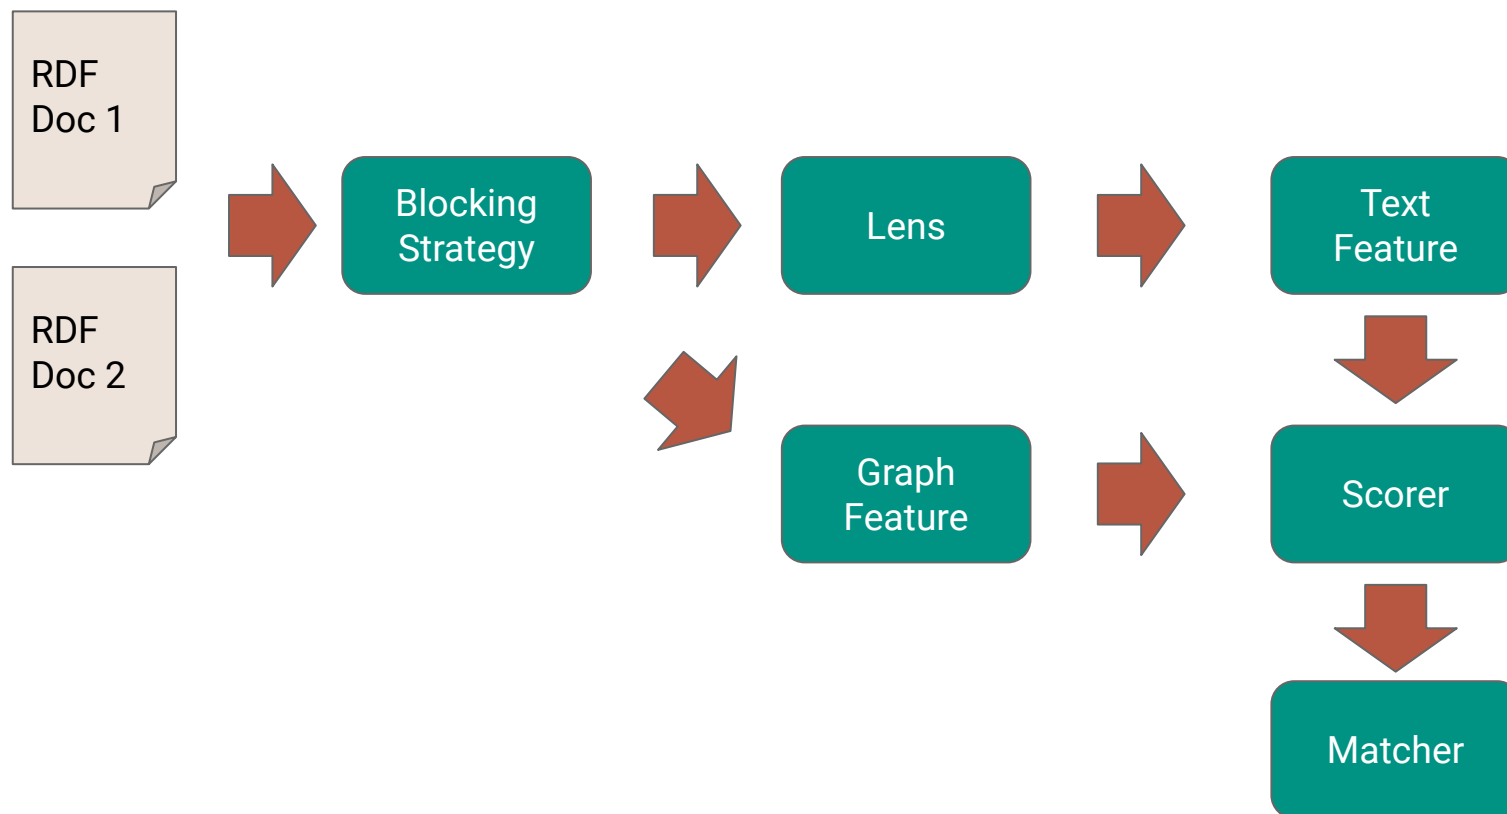 RDF
Doc 1
Blocking
Strategy
Lens
Text
Feature
RDF
Doc 2
Graph
Feature
Scorer
Matcher